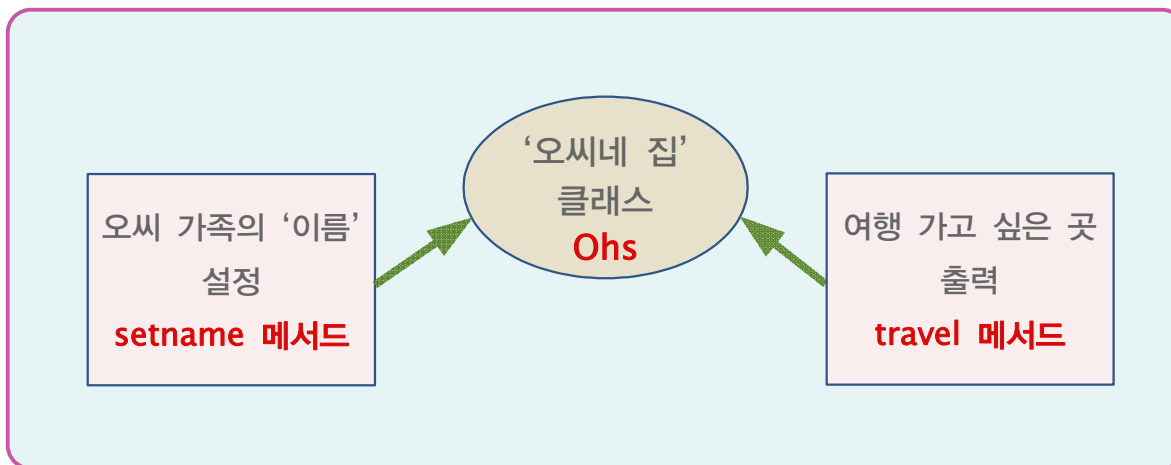 오씨 가족의 ‘이름’
설정
setname 메서드
‘오씨네 집’
클래스
Ohs
여행 가고 싶은 곳
출력
travel 메서드